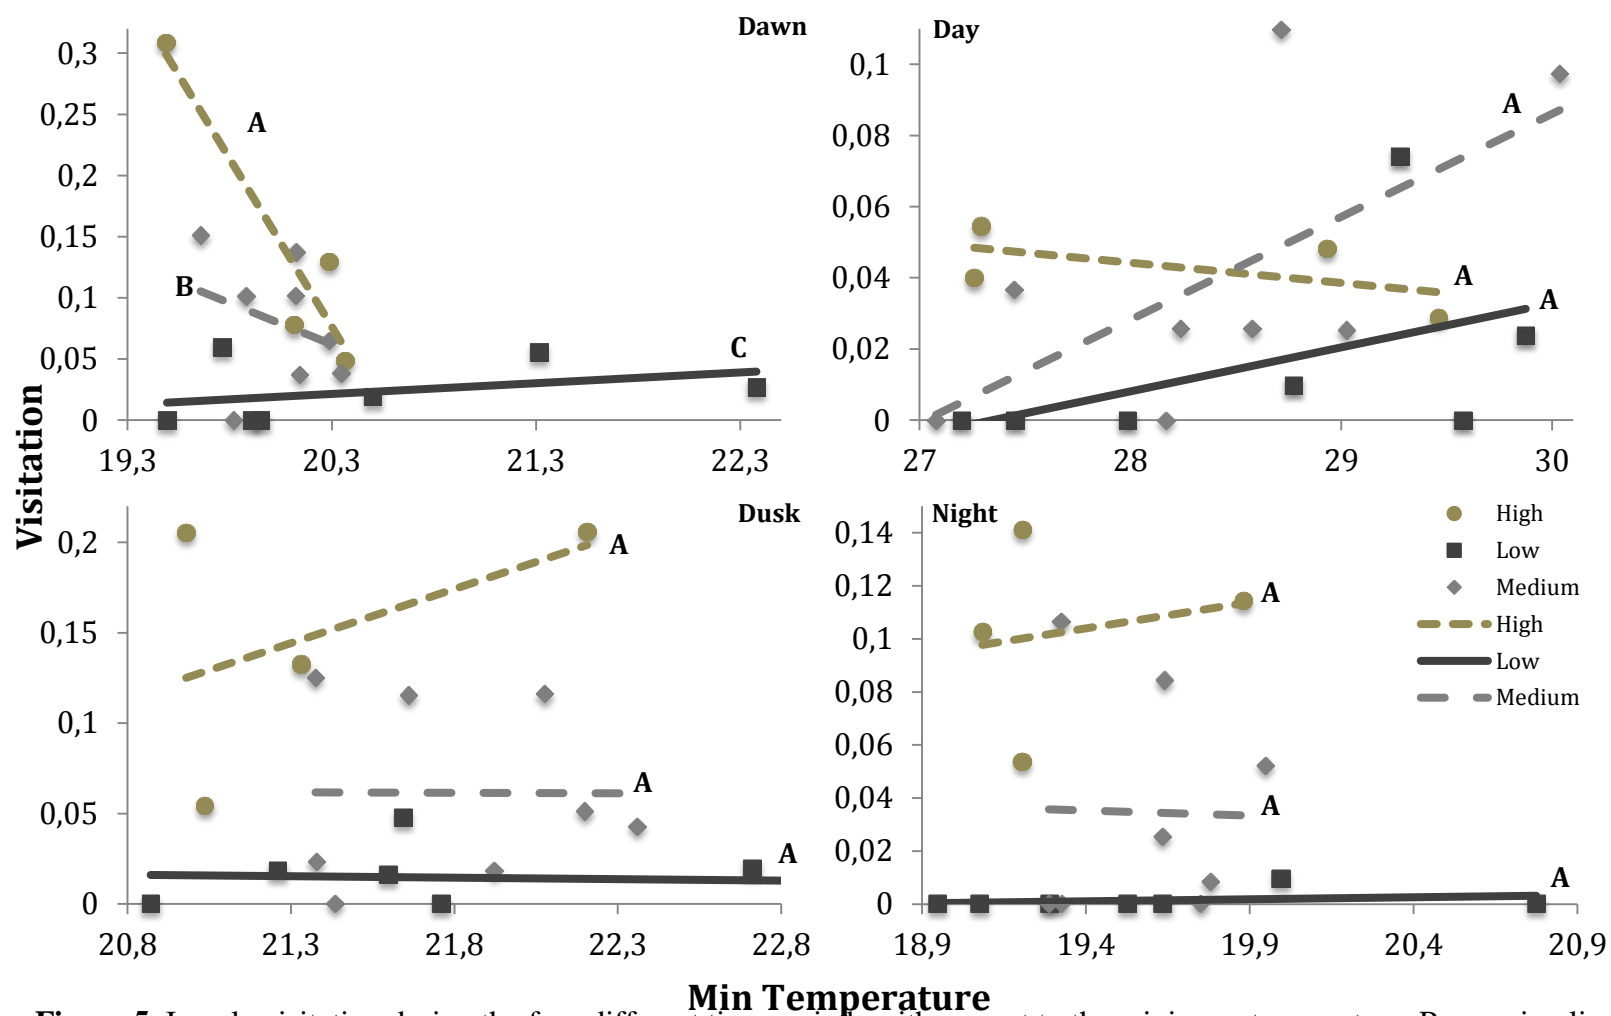 Dawn
0,3
0,25
0,2
0,15
0,1
0,05
0
A
B
C
19,3 20,3 21,3 22,3
Day
0,1
0,08
0,06
0,04
0,02
0
A
A
A
27 28 29 30
Visitation
Dusk
0,2
0,15
0,1
0,05
0
A
A
A
20,8 21,3 21,8 22,3 22,8
Night
0,14
0,12
0,1
0,08
0,06
0,04
0,02
0
A
A
A
High
Low
Medium
High
Low
Medium
18,9 19,4 19,9 20,4 20,9
Min Temperature